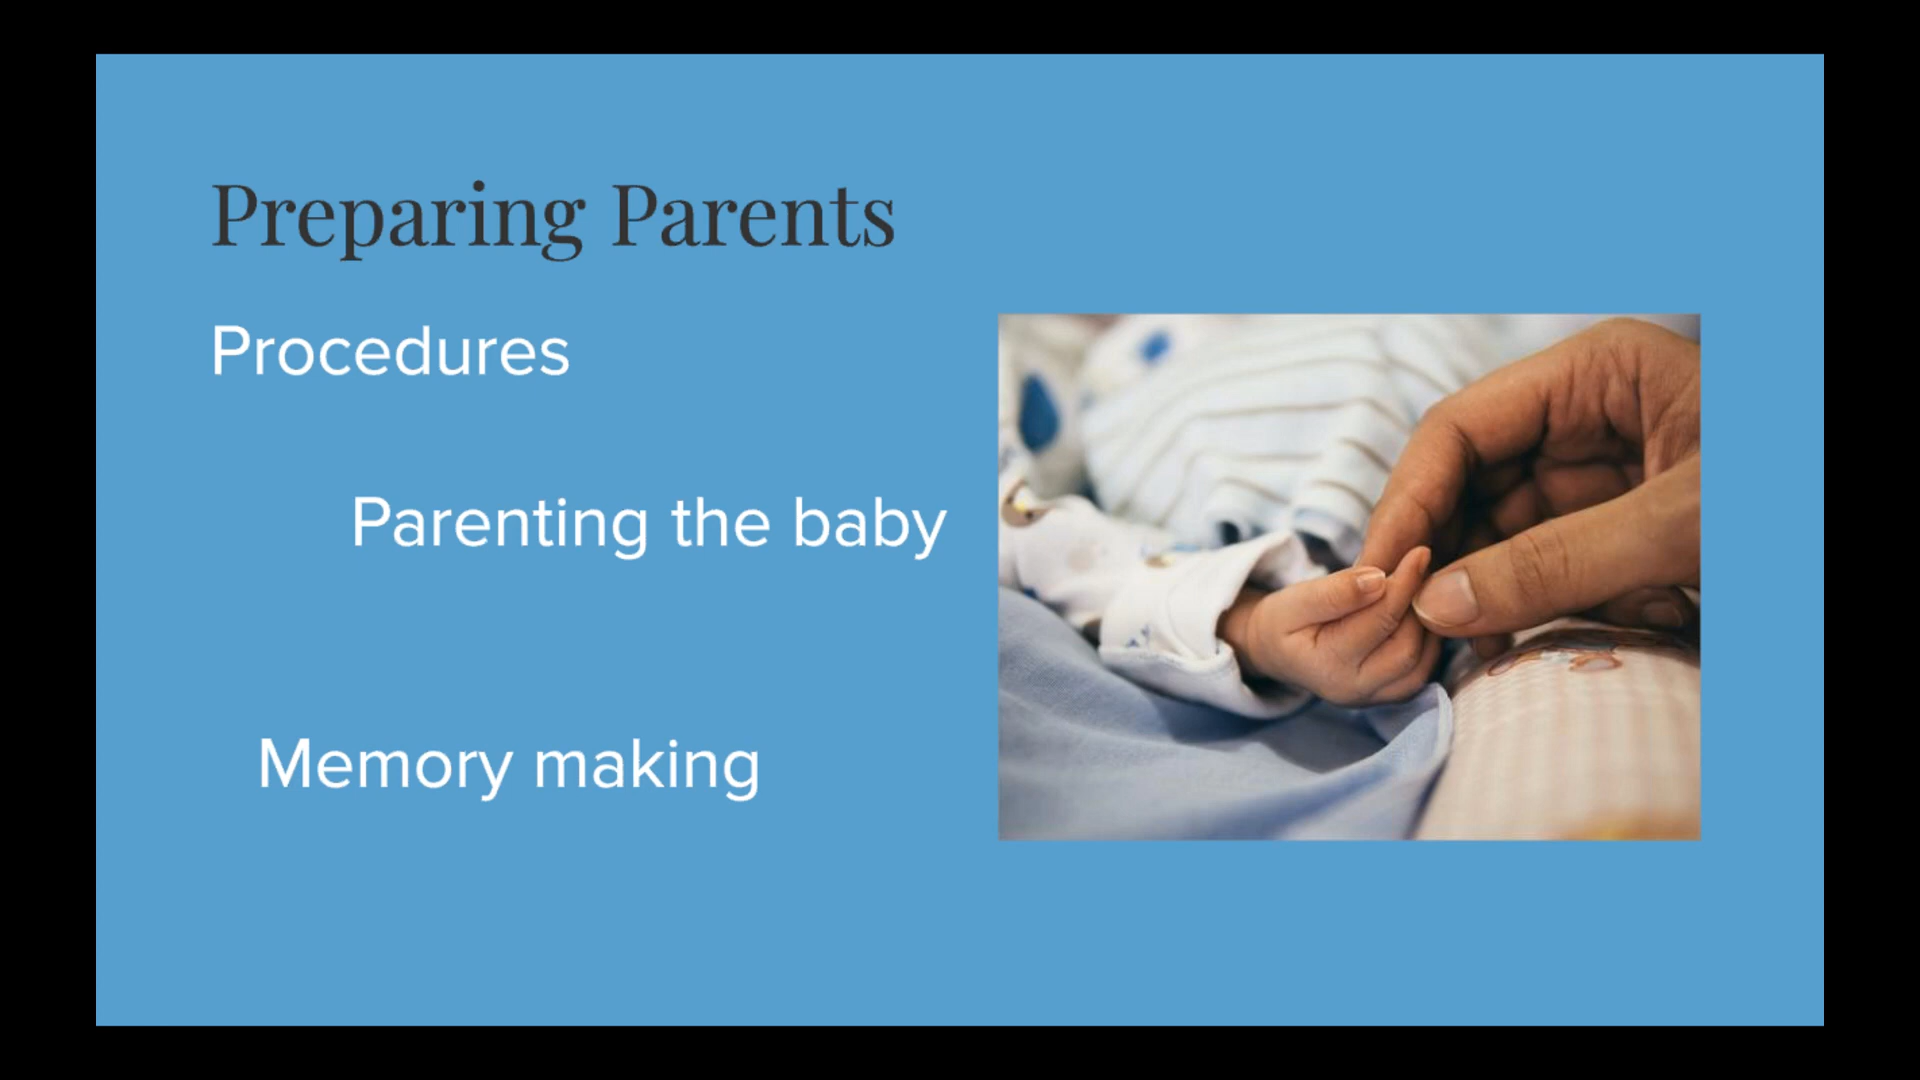 Preparing Parents
Procedures
Parenting the baby
Memory making